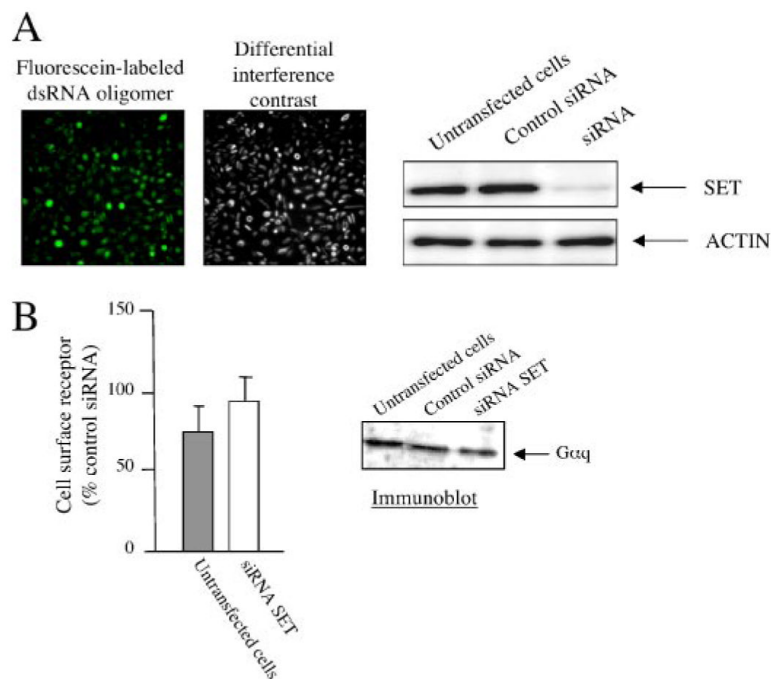 A
Fluorescein-labeled
dsRNA oligomer
Differential
interference
contrast
Untransfected cells
Control siRNA
siRNA
SET
ACTIN
B
Cell surface receptor
(% control siRNA)
150
100
50
0
Untransfected cells
siRNA SET
Untransfected cells
Control siRNA
siRNA SET
Gαq
Immunoblot